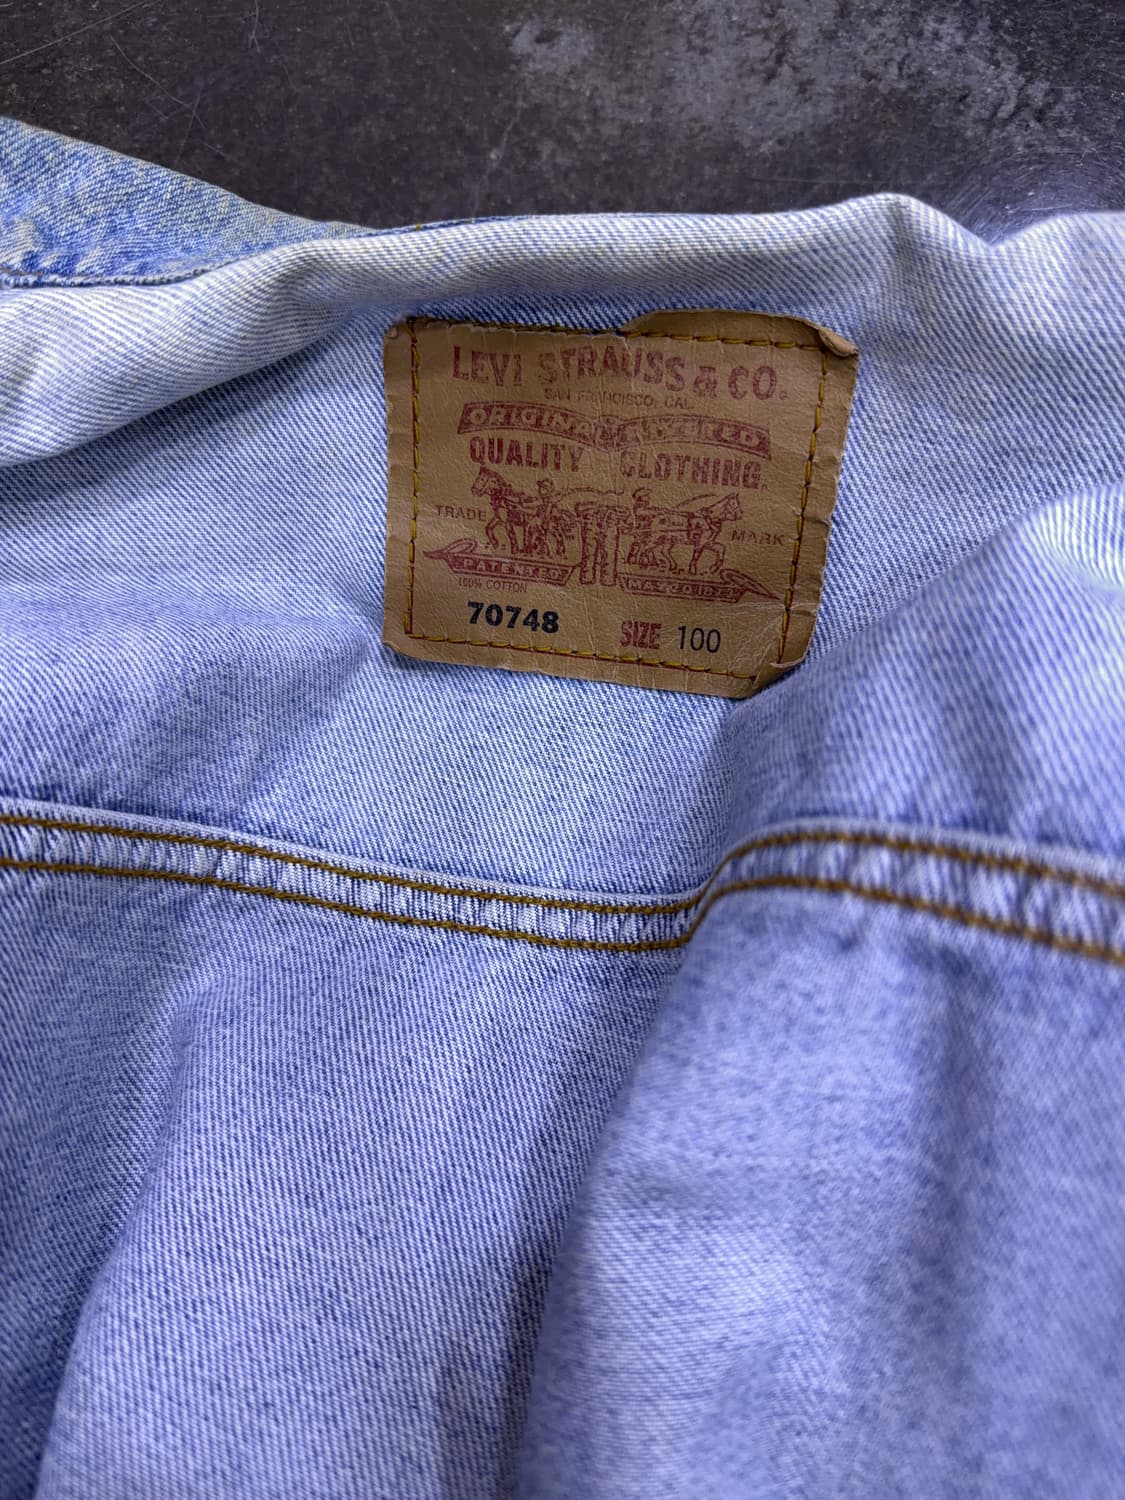 LEVI STRAUSS & CO.
SAN FRANCISCO, CAL.
ORIGINAL RIVETED
QUALITY CLOTHING.
TRADE MARK
PATENTED MAY 20 1873
100% COTTON
70748 SIZE 100